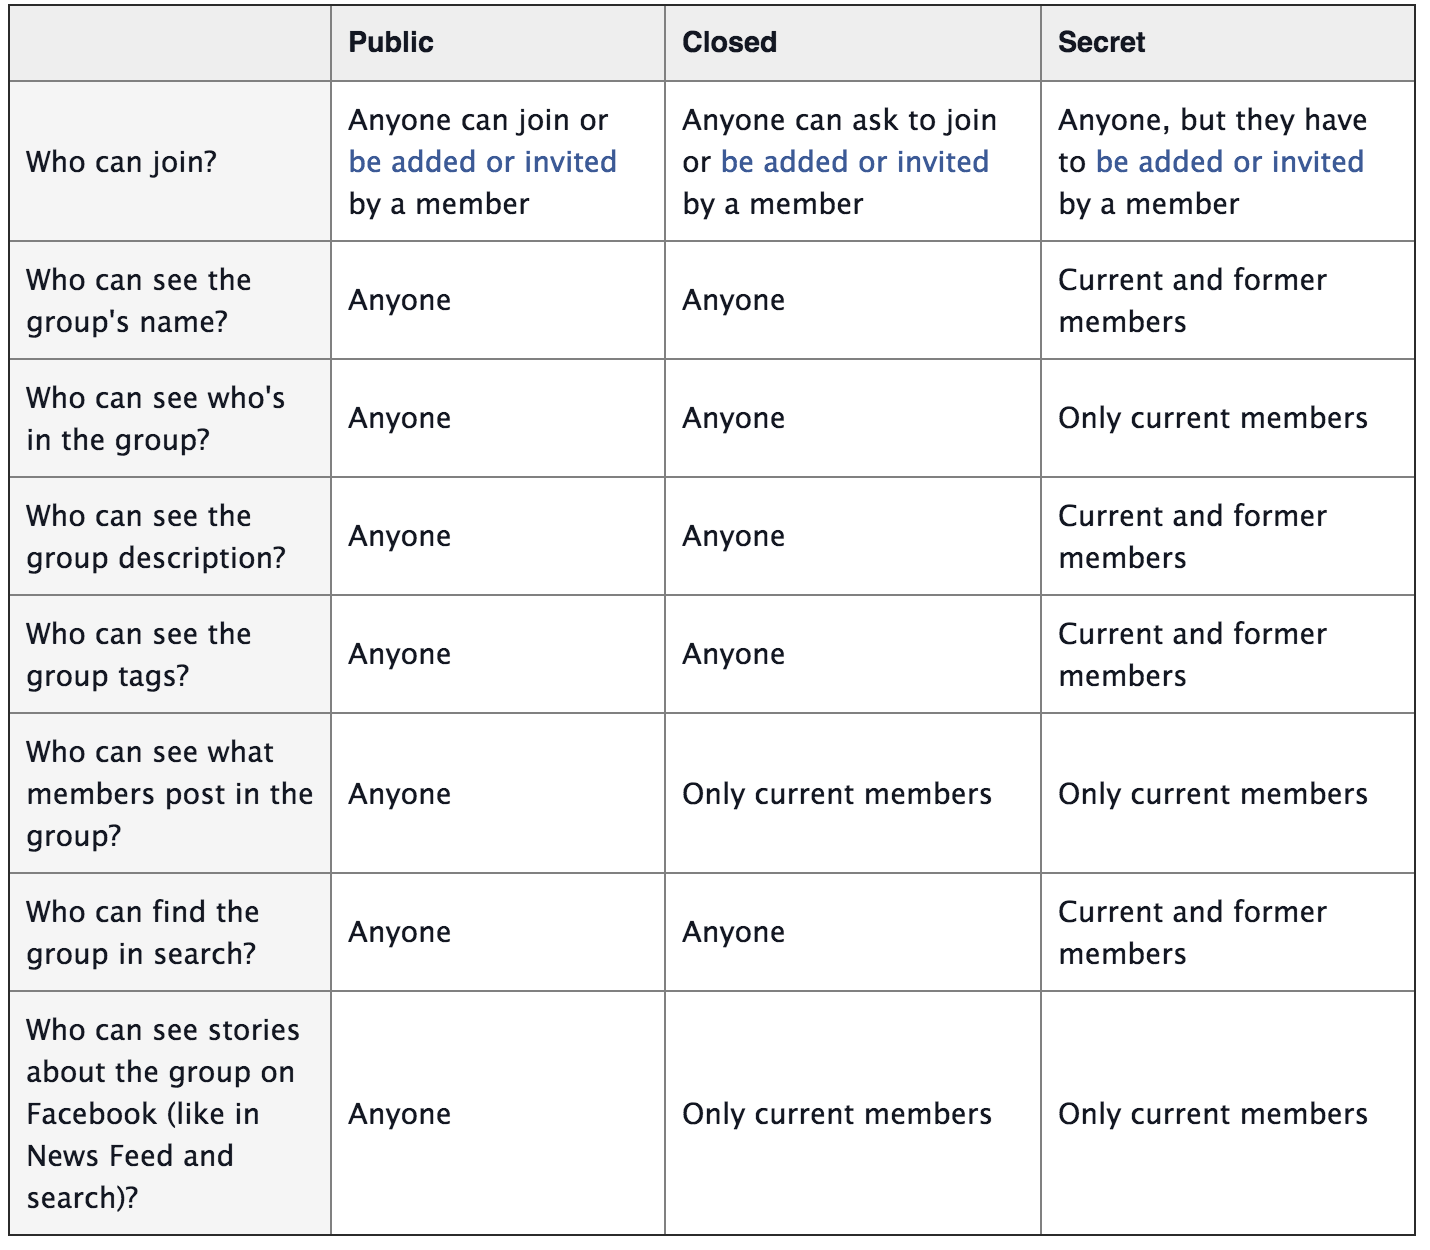 Public Closed Secret
Who can join?
Anyone can join or
be added or invited
by a member
Anyone can ask to join
or be added or invited
by a member
Anyone, but they have
to be added or invited
by a member
Who can see the
group's name?
Anyone
Anyone
Current and former
members
Who can see who's
in the group?
Anyone
Anyone
Only current members
Who can see the
group description?
Anyone
Anyone
Current and former
members
Who can see the
group tags?
Anyone
Anyone
Current and former
members
Who can see what
members post in the
group?
Anyone
Only current members
Only current members
Who can find the
group in search?
Anyone
Anyone
Current and former
members
Who can see stories
about the group on
Facebook (like in
News Feed and
search)?
Anyone
Only current members
Only current members